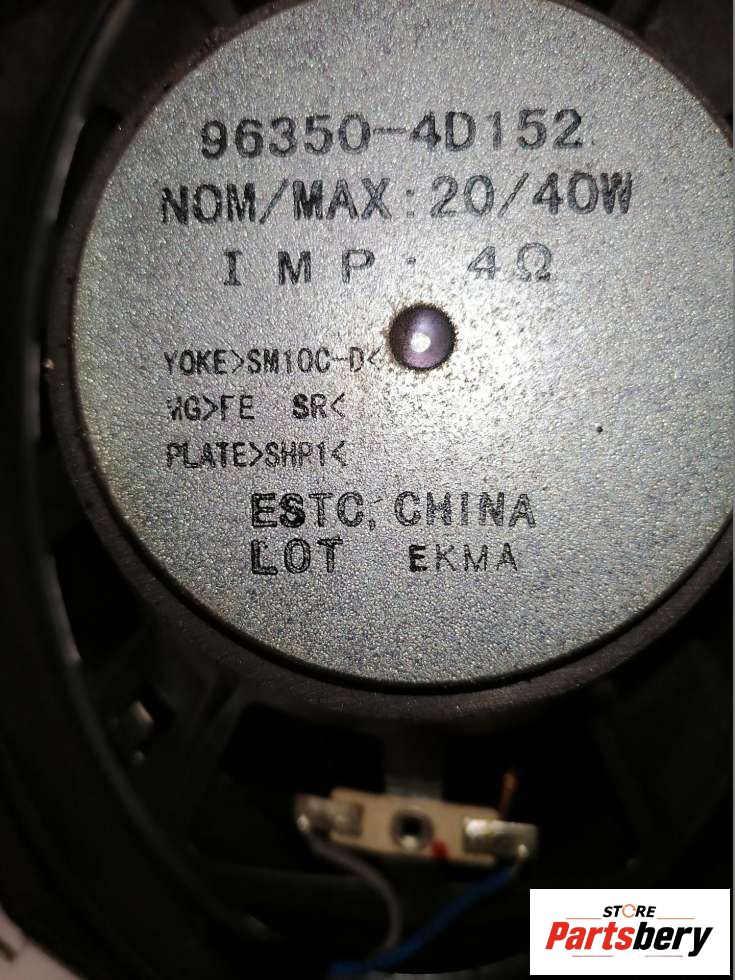 96350-4D152
NOM/MAX: 20/40W
IMP: 4Ω
YOKE>SM10C-D<
MG>FE SR<
PLATE>SHP1<
ESTC, CHINA
LOT EKMA
STORE
Partsbery